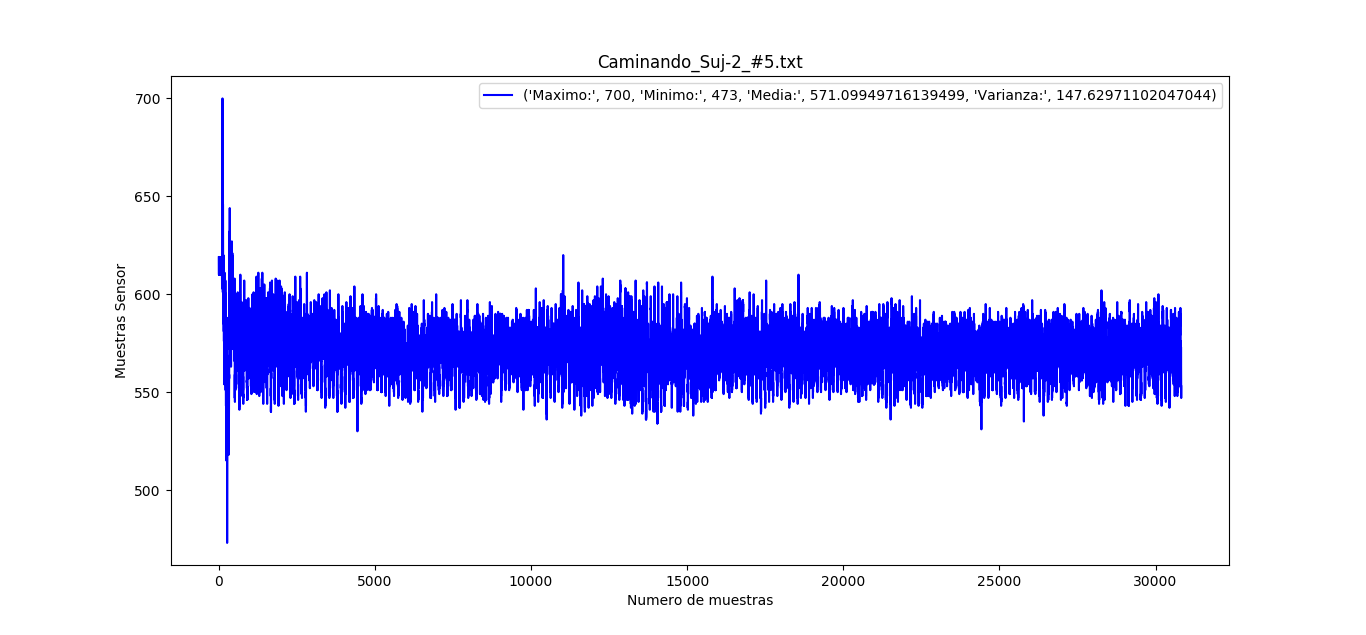 Caminando_Suj-2_#5.txt
('Maximo:', 700, 'Minimo:', 473, 'Media:', 571.09949716139499, 'Varianza:', 147.62971102047044)
700
650
600
550
500
Muestras Sensor
0 5000 10000 15000 20000 25000 30000
Numero de muestras